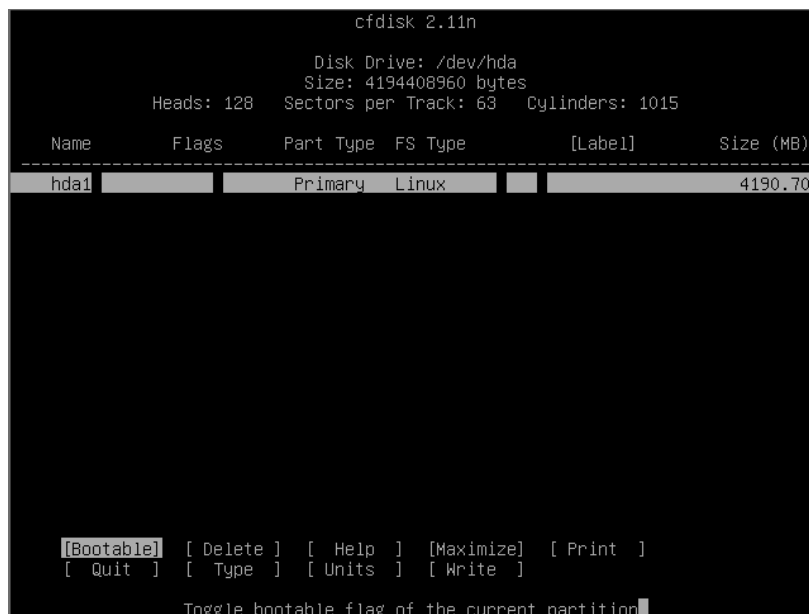 cfdisk 2.11n
Disk Drive: /dev/hda
Size: 4194408960 bytes
Heads: 128 Sectors per Track: 63 Cylinders: 1015
Name Flags Part Type FS Type [Label] Size (MB)
hda1 Primary Linux 4190.70
[Bootable] [ Delete ] [ Help ] [Maximize] [ Print ]
[ Quit ] [ Type ] [ Units ] [ Write ]
Toggle bootable flag of the current partition